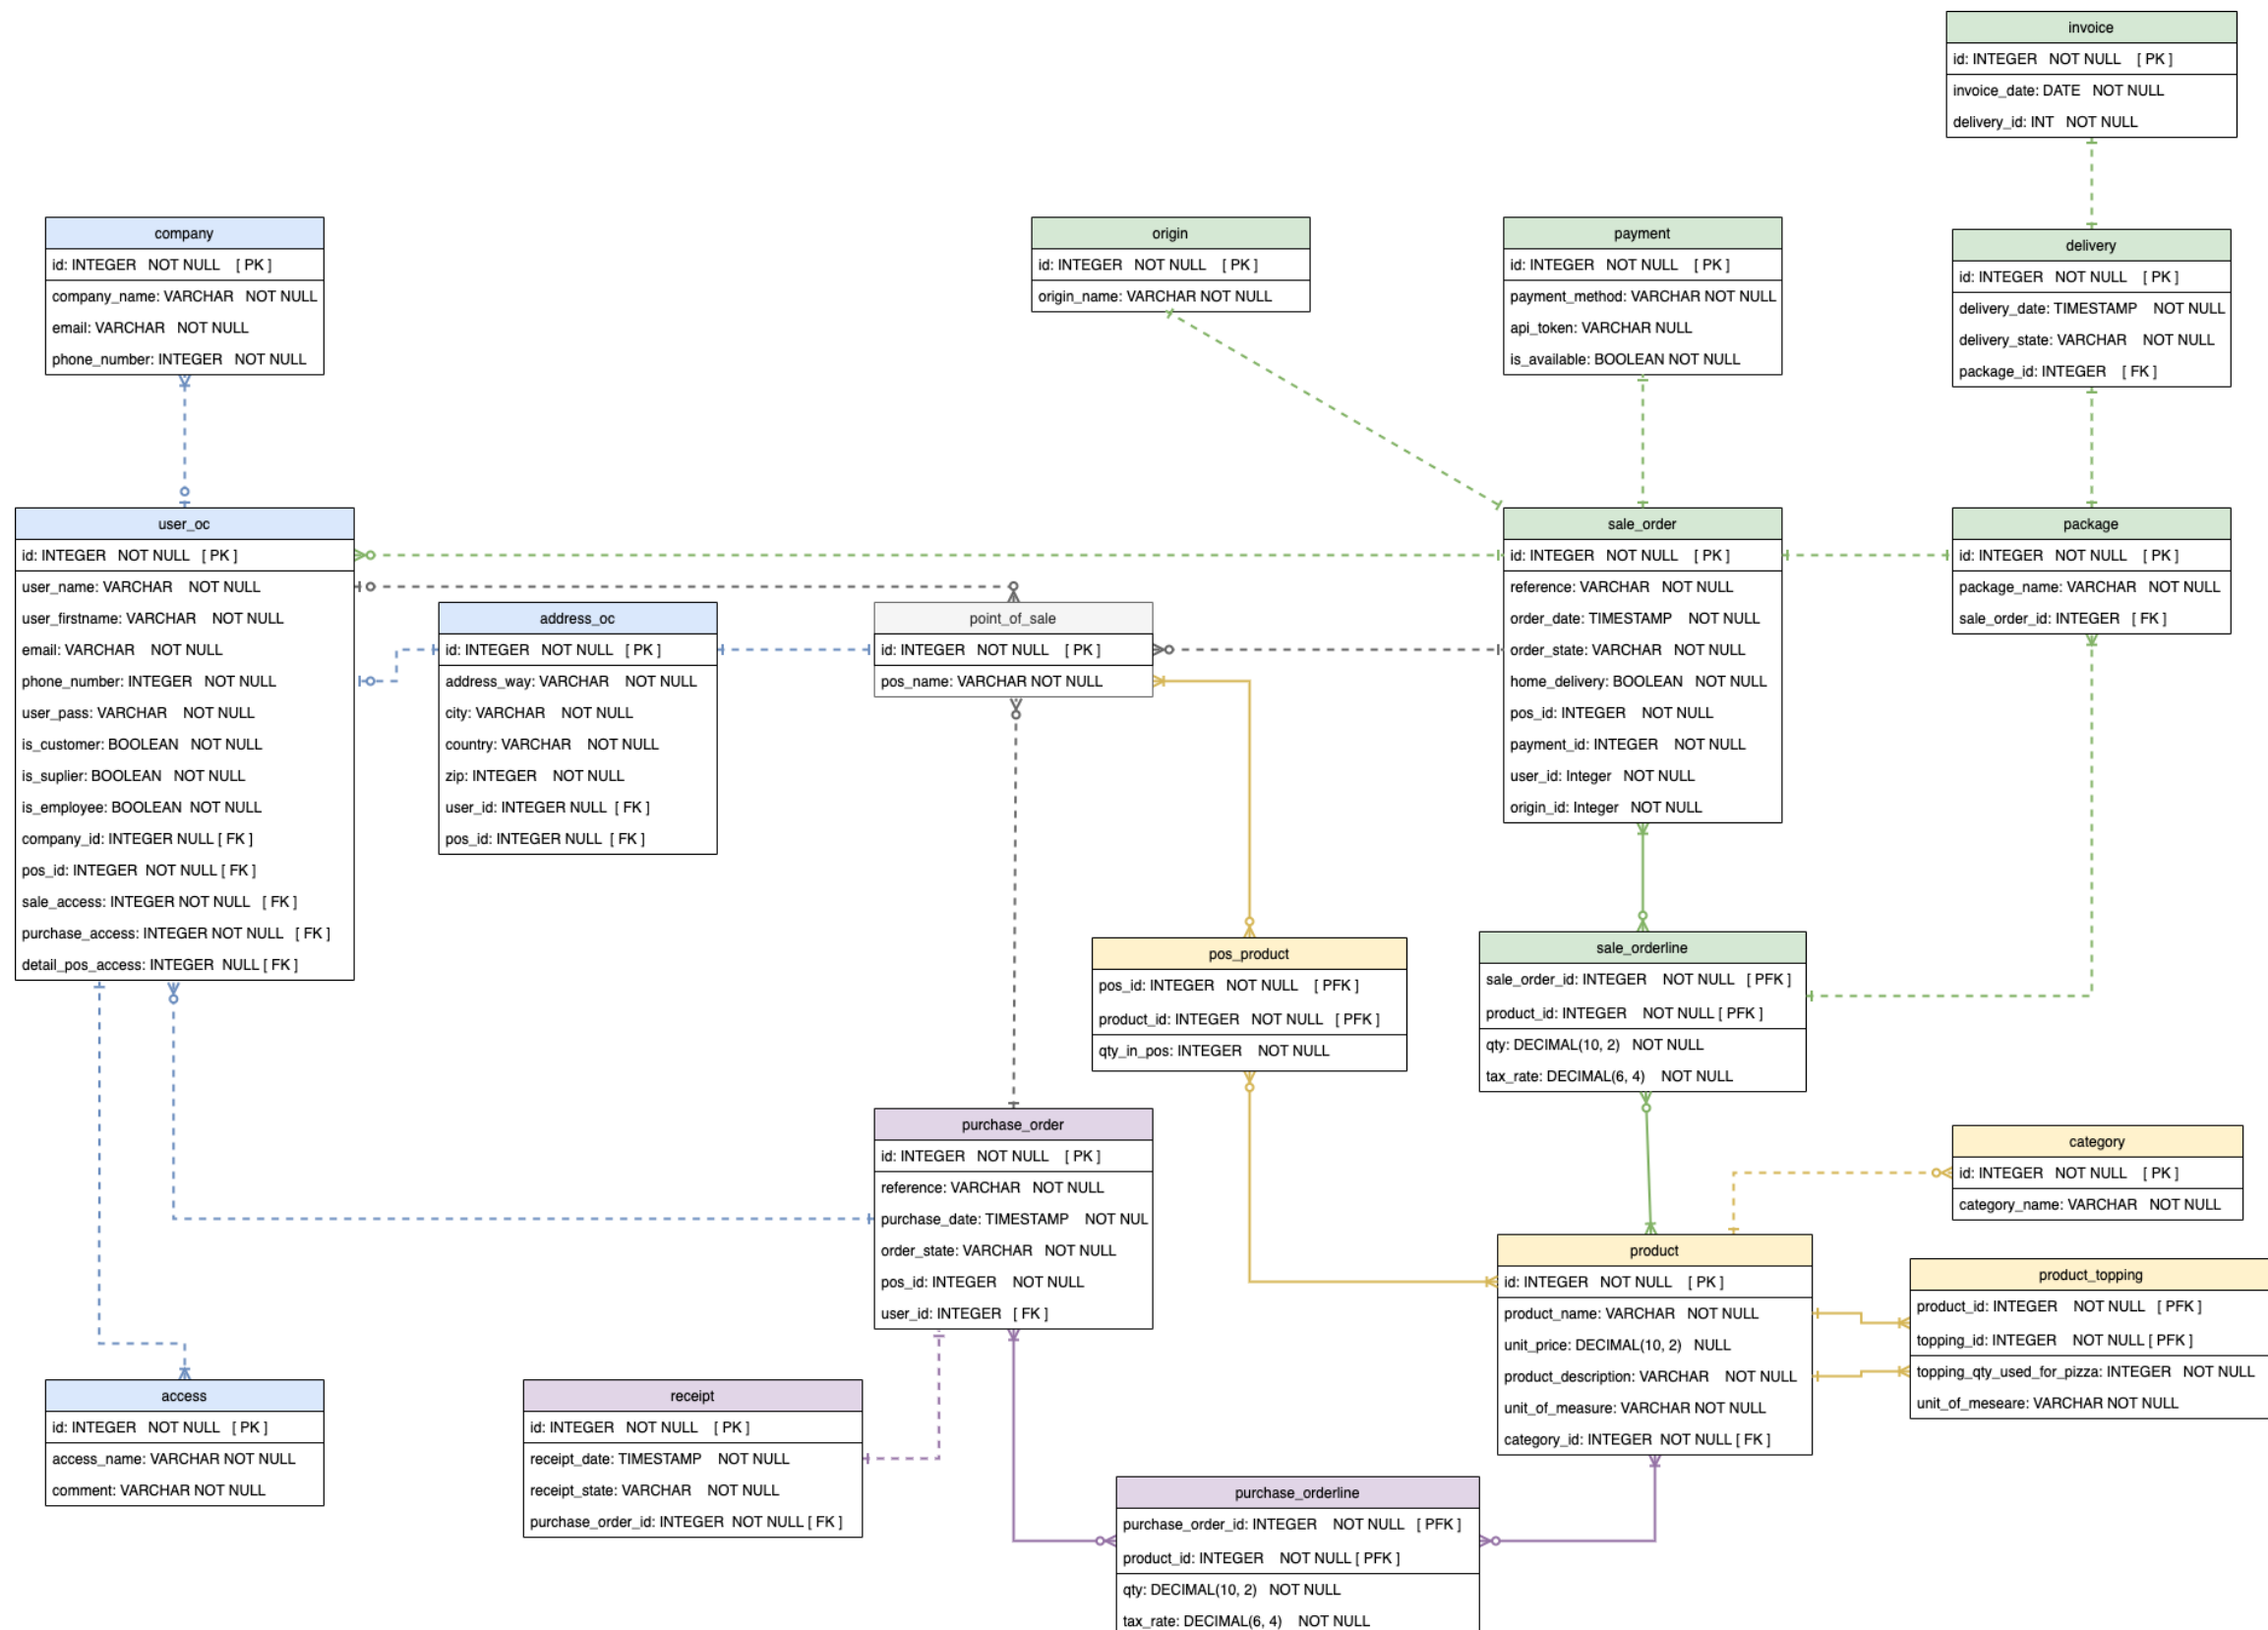 invoice
id: INTEGER NOT NULL [ PK ]
invoice_date: DATE NOT NULL
delivery_id: INT NOT NULL
company
id: INTEGER NOT NULL [ PK ]
company_name: VARCHAR NOT NULL
email: VARCHAR NOT NULL
phone_number: INTEGER NOT NULL
origin
id: INTEGER NOT NULL [ PK ]
origin_name: VARCHAR NOT NULL
payment
id: INTEGER NOT NULL [ PK ]
payment_method: VARCHAR NOT NULL
api_token: VARCHAR NULL
is_available: BOOLEAN NOT NULL
delivery
id: INTEGER NOT NULL [ PK ]
delivery_date: TIMESTAMP NOT NULL
delivery_state: VARCHAR NOT NULL
package_id: INTEGER [ FK ]
user_oc
id: INTEGER NOT NULL [ PK ]
user_name: VARCHAR NOT NULL
user_firstname: VARCHAR NOT NULL
email: VARCHAR NOT NULL
phone_number: INTEGER NOT NULL
user_pass: VARCHAR NOT NULL
is_customer: BOOLEAN NOT NULL
is_suplier: BOOLEAN NOT NULL
is_employee: BOOLEAN NOT NULL
company_id: INTEGER NULL [ FK ]
pos_id: INTEGER NOT NULL [ FK ]
sale_access: INTEGER NOT NULL [ FK ]
purchase_access: INTEGER NOT NULL [ FK ]
detail_pos_access: INTEGER NULL [ FK ]
address_oc
id: INTEGER NOT NULL [ PK ]
address_way: VARCHAR NOT NULL
city: VARCHAR NOT NULL
country: VARCHAR NOT NULL
zip: INTEGER NOT NULL
user_id: INTEGER NULL [ FK ]
pos_id: INTEGER NULL [ FK ]
point_of_sale
id: INTEGER NOT NULL [ PK ]
pos_name: VARCHAR NOT NULL
sale_order
id: INTEGER NOT NULL [ PK ]
reference: VARCHAR NOT NULL
order_date: TIMESTAMP NOT NULL
order_state: VARCHAR NOT NULL
home_delivery: BOOLEAN NOT NULL
pos_id: INTEGER NOT NULL
payment_id: INTEGER NOT NULL
user_id: Integer NOT NULL
origin_id: Integer NOT NULL
package
id: INTEGER NOT NULL [ PK ]
package_name: VARCHAR NOT NULL
sale_order_id: INTEGER [ FK ]
pos_product
pos_id: INTEGER NOT NULL [ PFK ]
product_id: INTEGER NOT NULL [ PFK ]
qty_in_pos: INTEGER NOT NULL
sale_orderline
sale_order_id: INTEGER NOT NULL [ PFK ]
product_id: INTEGER NOT NULL [ PFK ]
qty: DECIMAL(10, 2) NOT NULL
tax_rate: DECIMAL(6, 4) NOT NULL
purchase_order
id: INTEGER NOT NULL [ PK ]
reference: VARCHAR NOT NULL
purchase_date: TIMESTAMP NOT NUL
order_state: VARCHAR NOT NULL
pos_id: INTEGER NOT NULL
user_id: INTEGER [ FK ]
category
id: INTEGER NOT NULL [ PK ]
category_name: VARCHAR NOT NULL
product
id: INTEGER NOT NULL [ PK ]
product_name: VARCHAR NOT NULL
unit_price: DECIMAL(10, 2) NULL
product_description: VARCHAR NOT NULL
unit_of_measure: VARCHAR NOT NULL
category_id: INTEGER NOT NULL [ FK ]
product_topping
product_id: INTEGER NOT NULL [ PFK ]
topping_id: INTEGER NOT NULL [ PFK ]
topping_qty_used_for_pizza: INTEGER NOT NULL
unit_of_meseare: VARCHAR NOT NULL
access
id: INTEGER NOT NULL [ PK ]
access_name: VARCHAR NOT NULL
comment: VARCHAR NOT NULL
receipt
id: INTEGER NOT NULL [ PK ]
receipt_date: TIMESTAMP NOT NULL
receipt_state: VARCHAR NOT NULL
purchase_order_id: INTEGER NOT NULL [ FK ]
purchase_orderline
purchase_order_id: INTEGER NOT NULL [ PFK ]
product_id: INTEGER NOT NULL [ PFK ]
qty: DECIMAL(10, 2) NOT NULL
tax_rate: DECIMAL(6, 4) NOT NULL